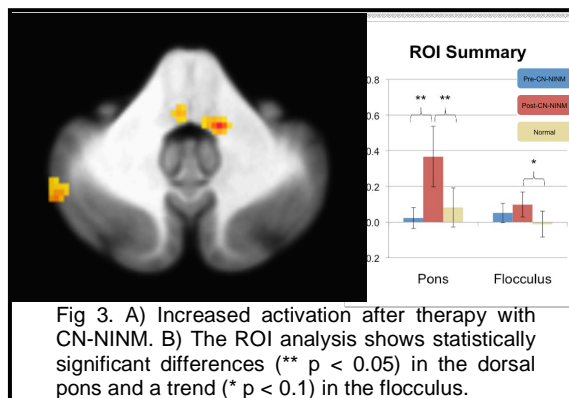 ROI Summary
Pre-CN-NINM
Post-CN-NINM
Normal
0.8
0.6
0.4
0.2
0.0
0.2
** **
*
Pons Flocculus
Fig 3. A) Increased activation after therapy with
CN-NINM. B) The ROI analysis shows statistically
significant differences (** p < 0.05) in the dorsal
pons and a trend (* p < 0.1) in the flocculus.